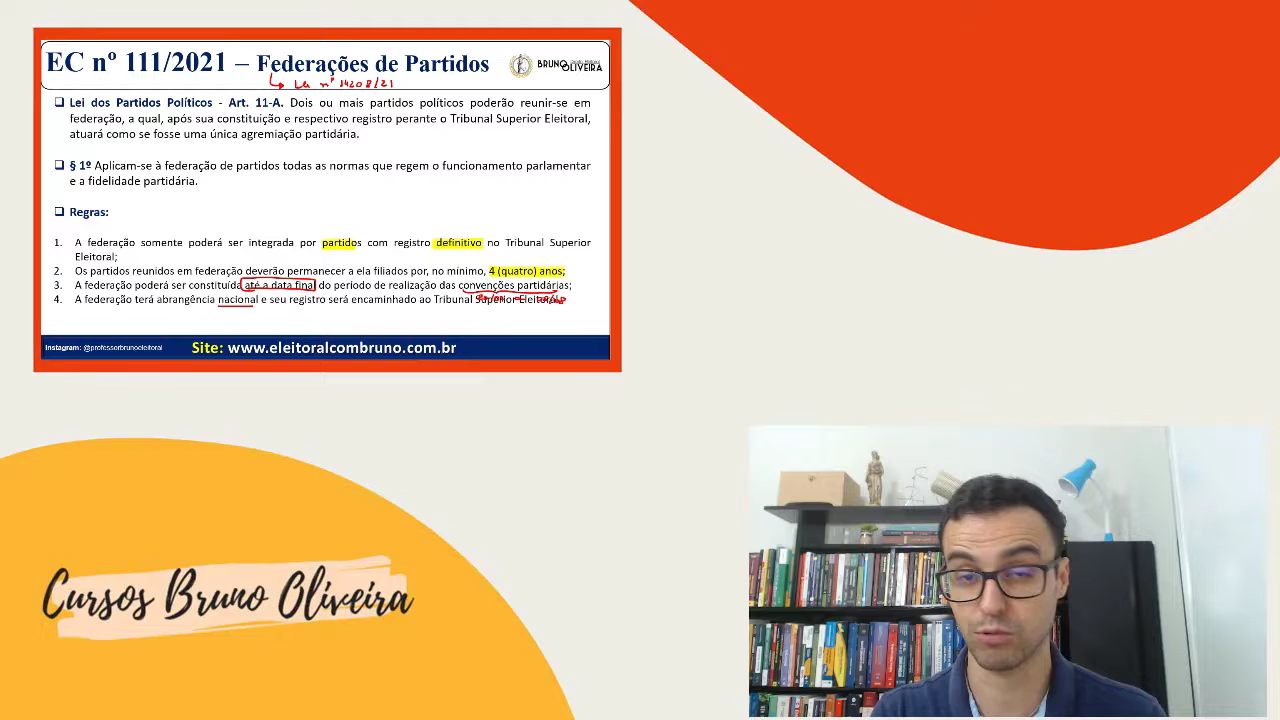 EC nº 111/2021 – Federações de Partidos
BRUNO OLIVEIRA
Lei nº 14208/21
❑ Lei dos Partidos Políticos - Art. 11-A. Dois ou mais partidos políticos poderão reunir-se em
federação, a qual, após sua constituição e respectivo registro perante o Tribunal Superior Eleitoral,
atuará como se fosse uma única agremiação partidária.
❑ § 1º Aplicam-se à federação de partidos todas as normas que regem o funcionamento parlamentar
e a fidelidade partidária.
❑ Regras:
1. A federação somente poderá ser integrada por partidos com registro definitivo no Tribunal Superior
Eleitoral;
2. Os partidos reunidos em federação deverão permanecer a ela filiados por, no mínimo, 4 (quatro) anos;
3. A federação poderá ser constituída até a data final do período de realização das convenções partidárias;
4. A federação terá abrangência nacional e seu registro será encaminhado ao Tribunal Superior Eleitoral.
Instagram: @professorbrunoeleitoral
Site: www.eleitoralcombruno.com.br
Cursos Bruno Oliveira